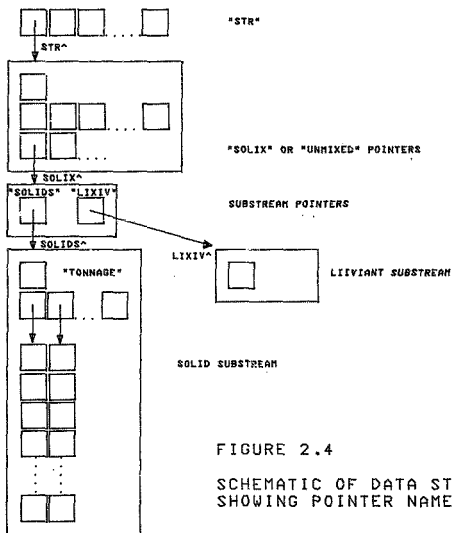 "STR"
STR^
"SOLIX" OR "UNMIXED" POINTERS
SOLIX^
"SOLIDS" "LIXIV"
SUBSTREAM POINTERS
SOLIDS^
LIXIV^
"TONNAGE"
LIIVIANT SUBSTREAM
SOLID SUBSTREAM
FIGURE 2.4
SCHEMATIC OF DATA ST
SHOWING POINTER NAME